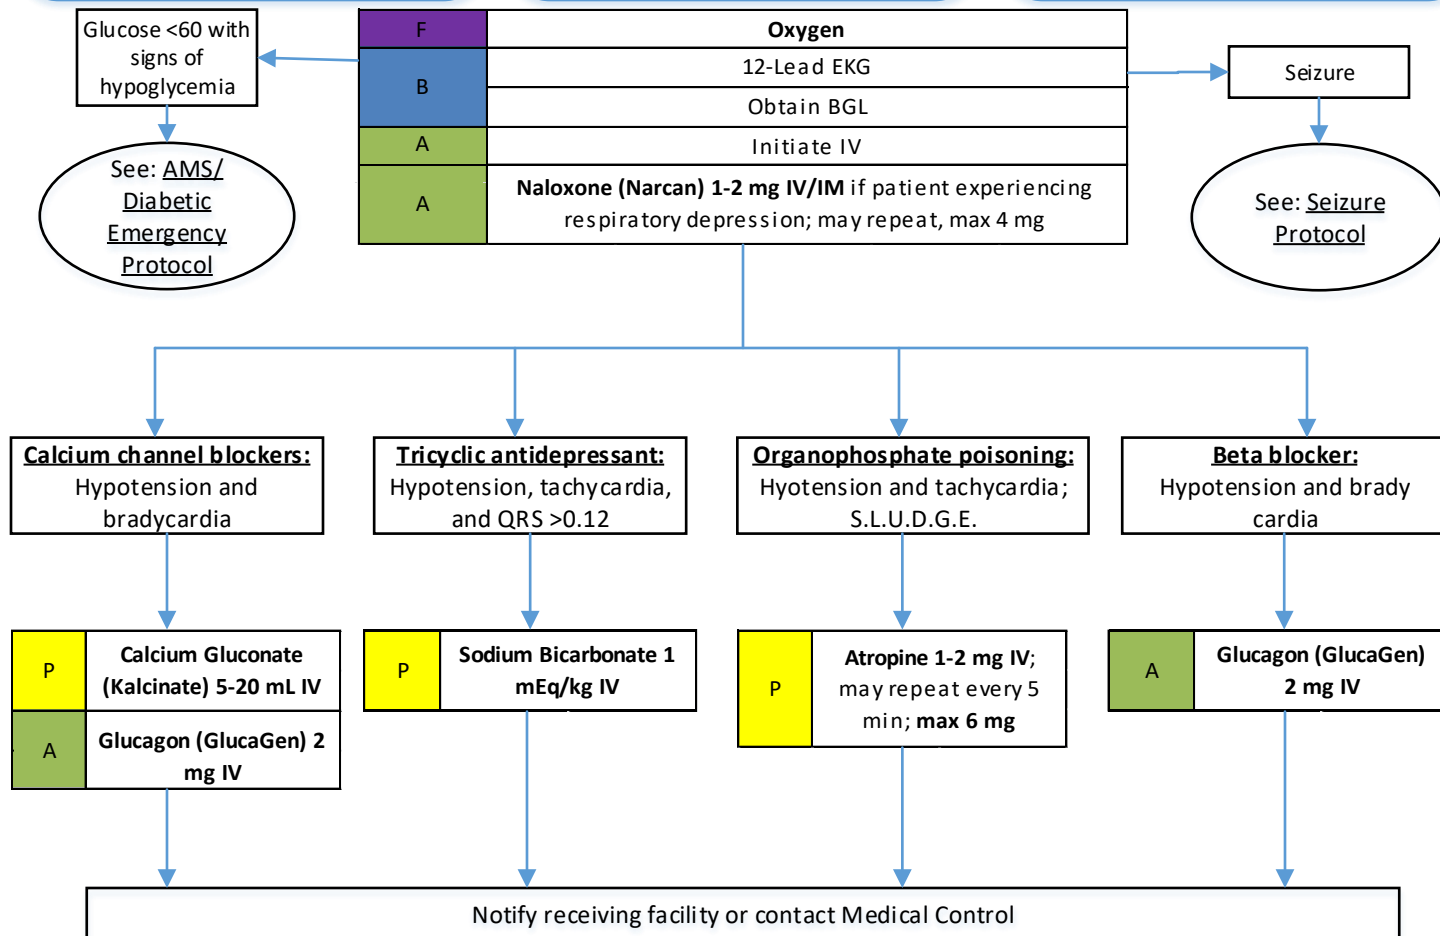 Glucose <60 with
signs of
hypoglycemia
F
Oxygen
B
12-Lead EKG
Obtain BGL
A
Initiate IV
A
Naloxone (Narcan) 1-2 mg IV/IM if patient experiencing
respiratory depression; may repeat, max 4 mg
Seizure
See: AMS/
Diabetic
Emergency
Protocol
See: Seizure
Protocol
Calcium channel blockers:
Hypotension and
bradycardia
Tricyclic antidepressant:
Hypotension, tachycardia,
and QRS >0.12
Organophosphate poisoning:
Hyotension and tachycardia;
S.L.U.D.G.E.
Beta blocker:
Hypotension and brady
cardia
P
Calcium Gluconate
(Kalcinate) 5-20 mL IV
A
Glucagon (GlucaGen) 2
mg IV
P
Sodium Bicarbonate 1
mEq/kg IV
P
Atropine 1-2 mg IV;
may repeat every 5
min; max 6 mg
A
Glucagon (GlucaGen)
2 mg IV
Notify receiving facility or contact Medical Control